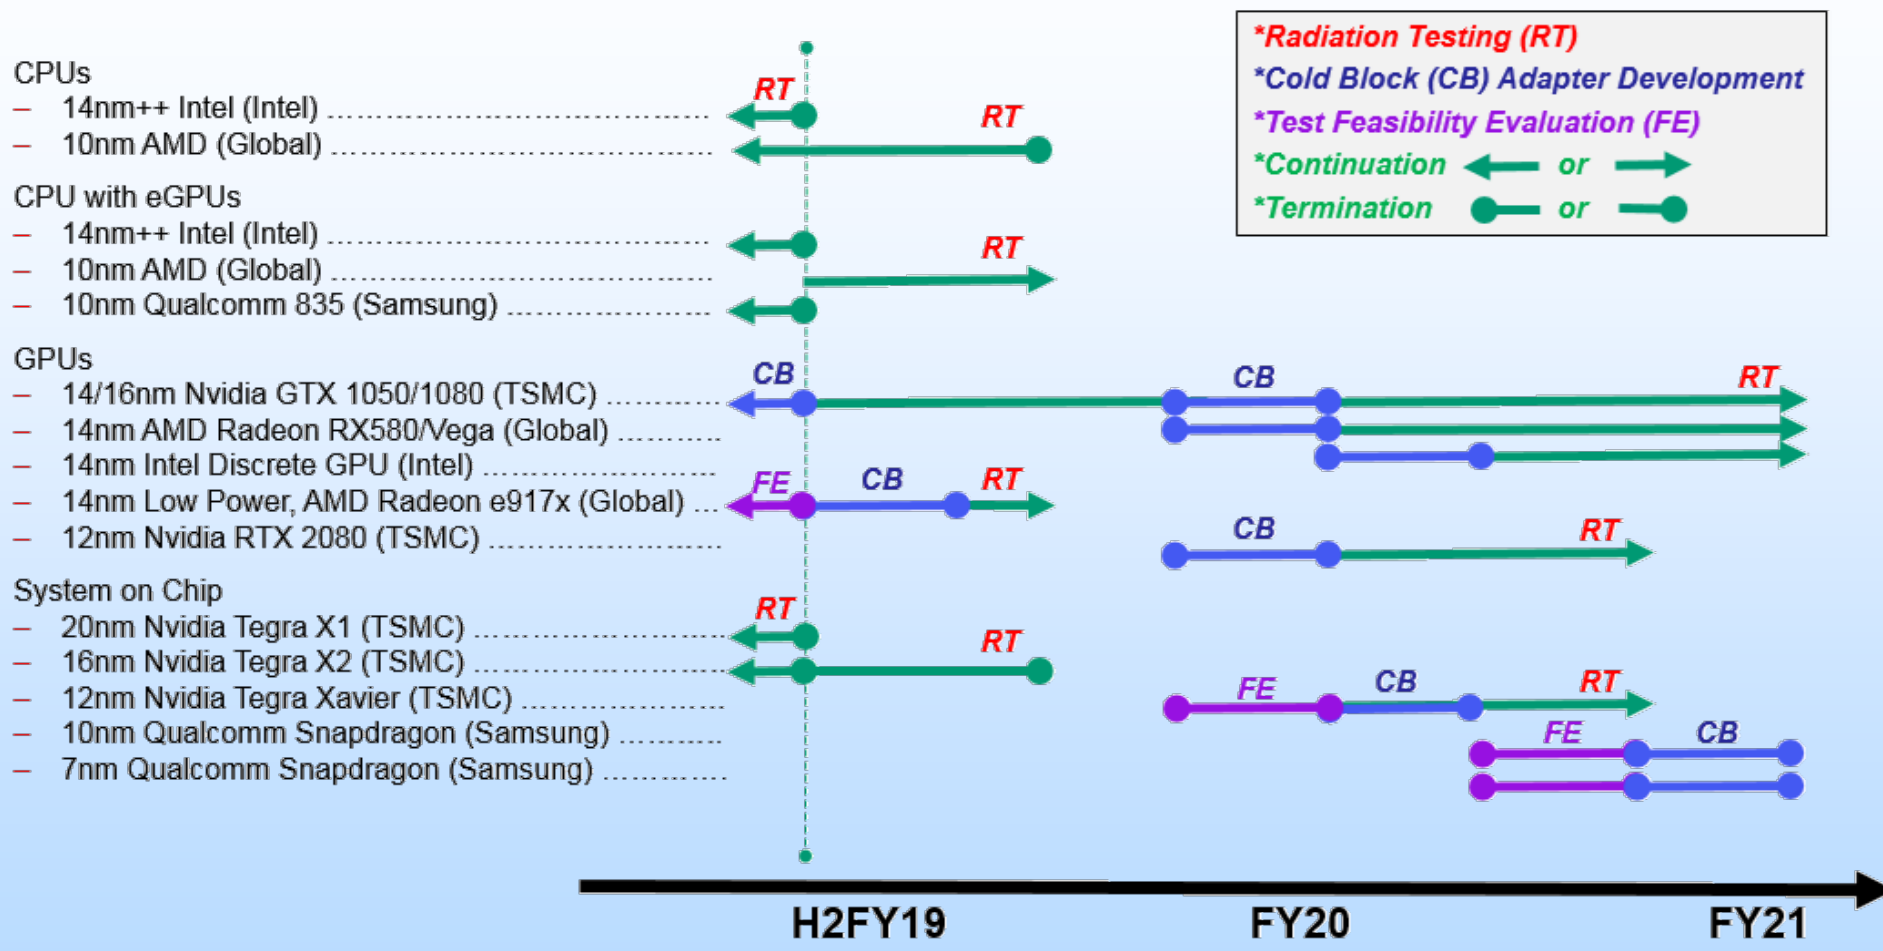 *Radiation Testing (RT)
*Cold Block (CB) Adapter Development
*Test Feasibility Evaluation (FE)
*Continuation or
*Termination or
CPUs
– 14nm++ Intel (Intel) ………………………………… RT
– 10nm AMD (Global) ………………………………… RT
CPU with eGPUs
– 14nm++ Intel (Intel) …………………………………
– 10nm AMD (Global) ………………………………… RT
– 10nm Qualcomm 835 (Samsung) …………………
GPUs
– 14/16nm Nvidia GTX 1050/1080 (TSMC) ………… CB CB RT
– 14nm AMD Radeon RX580/Vega (Global) ……….
– 14nm Intel Discrete GPU (Intel) ……………………
– 14nm Low Power, AMD Radeon e917x (Global) … FE CB RT
– 12nm Nvidia RTX 2080 (TSMC) …………………… CB RT
System on Chip
– 20nm Nvidia Tegra X1 (TSMC) ……………………. RT
– 16nm Nvidia Tegra X2 (TSMC) ……………………. RT
– 12nm Nvidia Tegra Xavier (TSMC) ………………… FE CB RT
– 10nm Qualcomm Snapdragon (Samsung) ………. FE CB
– 7nm Qualcomm Snapdragon (Samsung) ………….
H2FY19 FY20 FY21